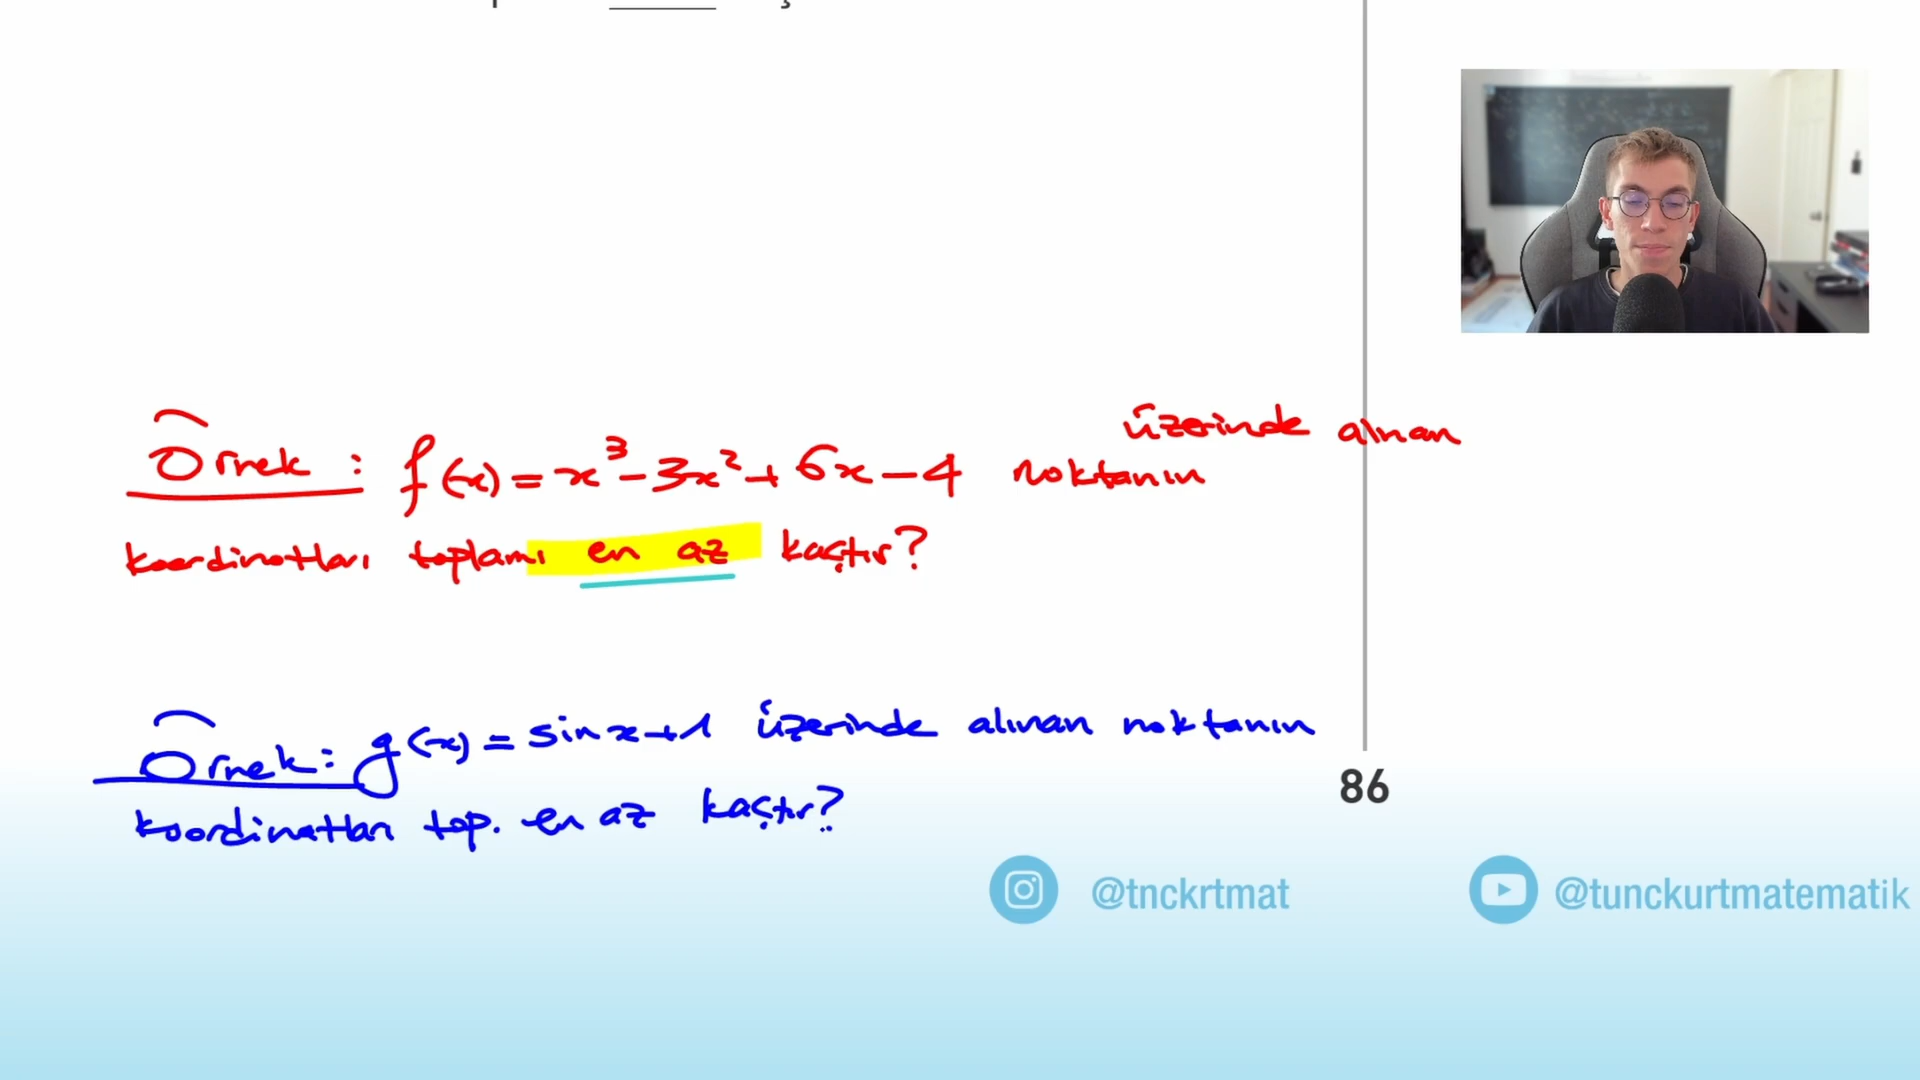 üzerinde alınan
Örnek : f(x) = x³ - 3x² + 6x - 4 noktanın
koordinatları toplamı en az kaçtır?
Örnek: g(x) = sinx+1 üzerinde alınan noktanın
koordinatları top. en az kaçtır?
86
@tnckrtmat
@tunckurtmatematik